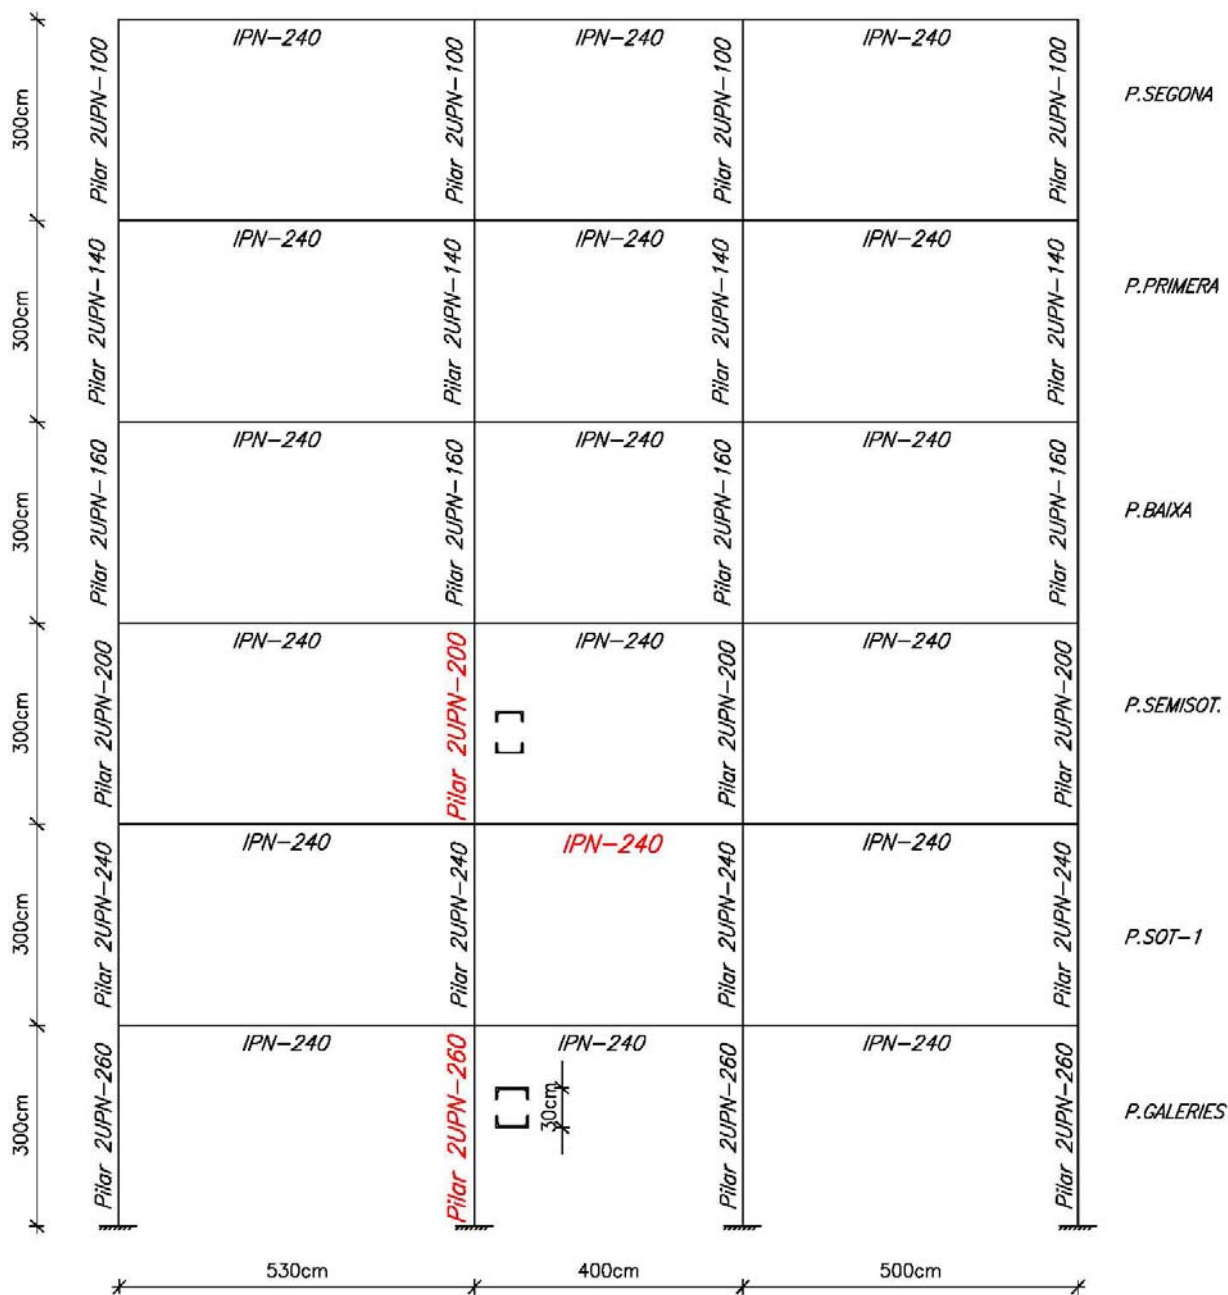 IPN-240 IPN-240 IPN-240
300cm Pilar 2UPN-100 Pilar 2UPN-100 Pilar 2UPN-100 Pilar 2UPN-100 P.SEGONA
IPN-240 IPN-240 IPN-240
300cm Pilar 2UPN-140 Pilar 2UPN-140 Pilar 2UPN-140 Pilar 2UPN-140 P.PRIMERA
IPN-240 IPN-240 IPN-240
300cm Pilar 2UPN-160 Pilar 2UPN-160 Pilar 2UPN-160 Pilar 2UPN-160 P.BAIXA
IPN-240 IPN-240 IPN-240
300cm Pilar 2UPN-200 Pilar 2UPN-200 Pilar 2UPN-200 Pilar 2UPN-200 P.SEMISOT.
IPN-240 IPN-240 IPN-240
300cm Pilar 2UPN-240 Pilar 2UPN-240 Pilar 2UPN-240 Pilar 2UPN-240 P.SOT-1
IPN-240 IPN-240 IPN-240
300cm Pilar 2UPN-260 Pilar 2UPN-260 30cm Pilar 2UPN-260 Pilar 2UPN-260 P.GALERIES
530cm 400cm 500cm